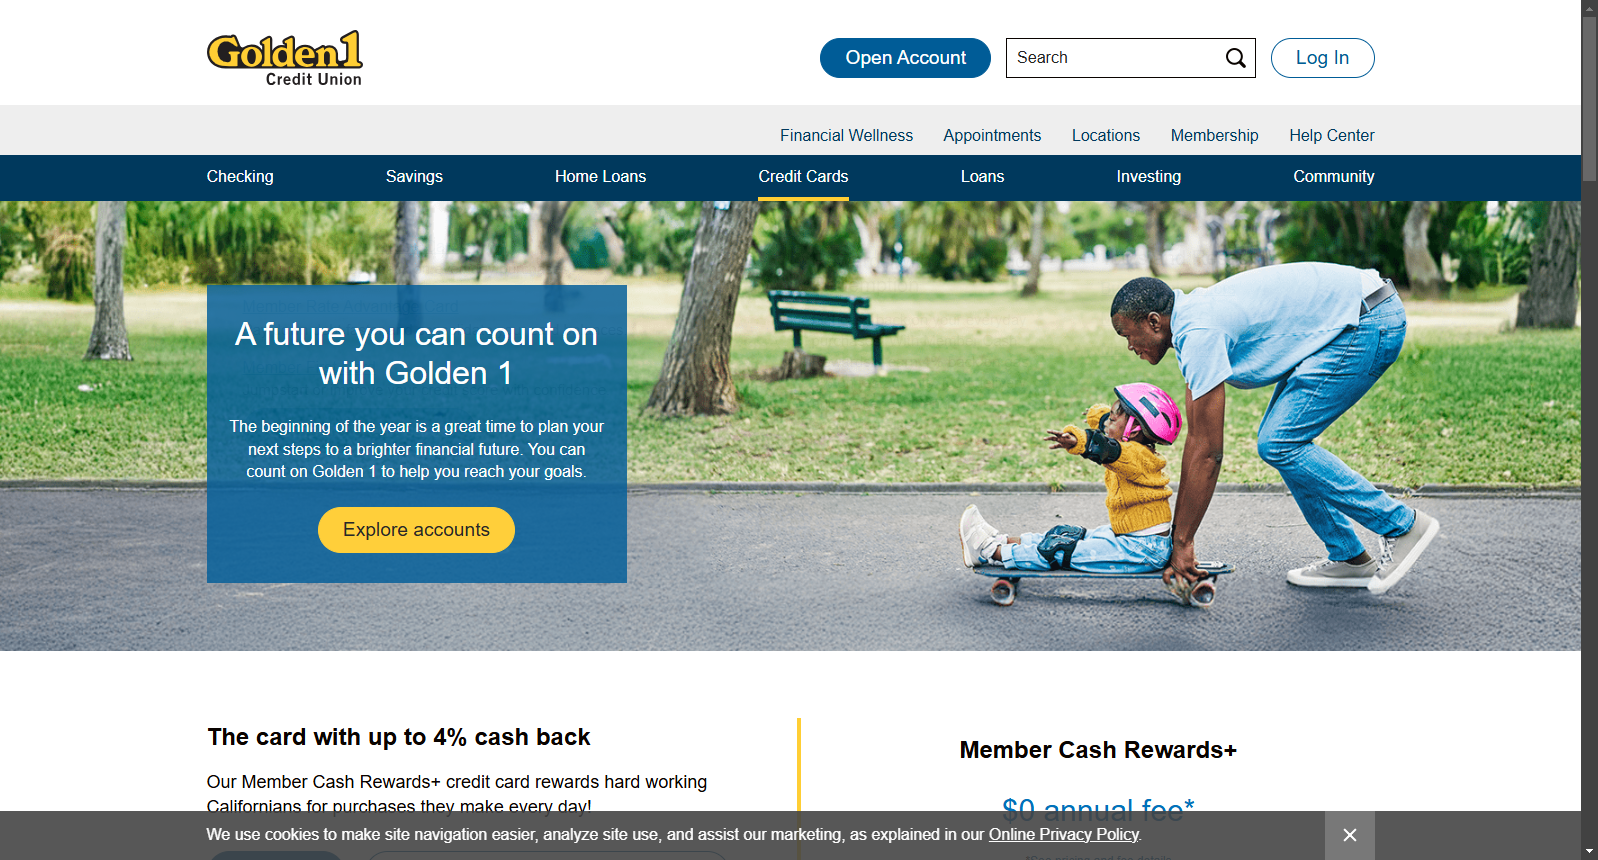 Golden1
Credit Union
Open Account
Search
Log In
Financial Wellness
Appointments
Locations
Membership
Help Center
Checking
Savings
Home Loans
Credit Cards
Loans
Investing
Community
A future you can count on
with Golden 1
The beginning of the year is a great time to plan your
next steps to a brighter financial future. You can
count on Golden 1 to help you reach your goals.
Explore accounts
The card with up to 4% cash back
Our Member Cash Rewards+ credit card rewards hard working
Californians for purchases they make every day!
Member Cash Rewards+
$0 annual fee*
We use cookies to make site navigation easier, analyze site use, and assist our marketing, as explained in our Online Privacy Policy.